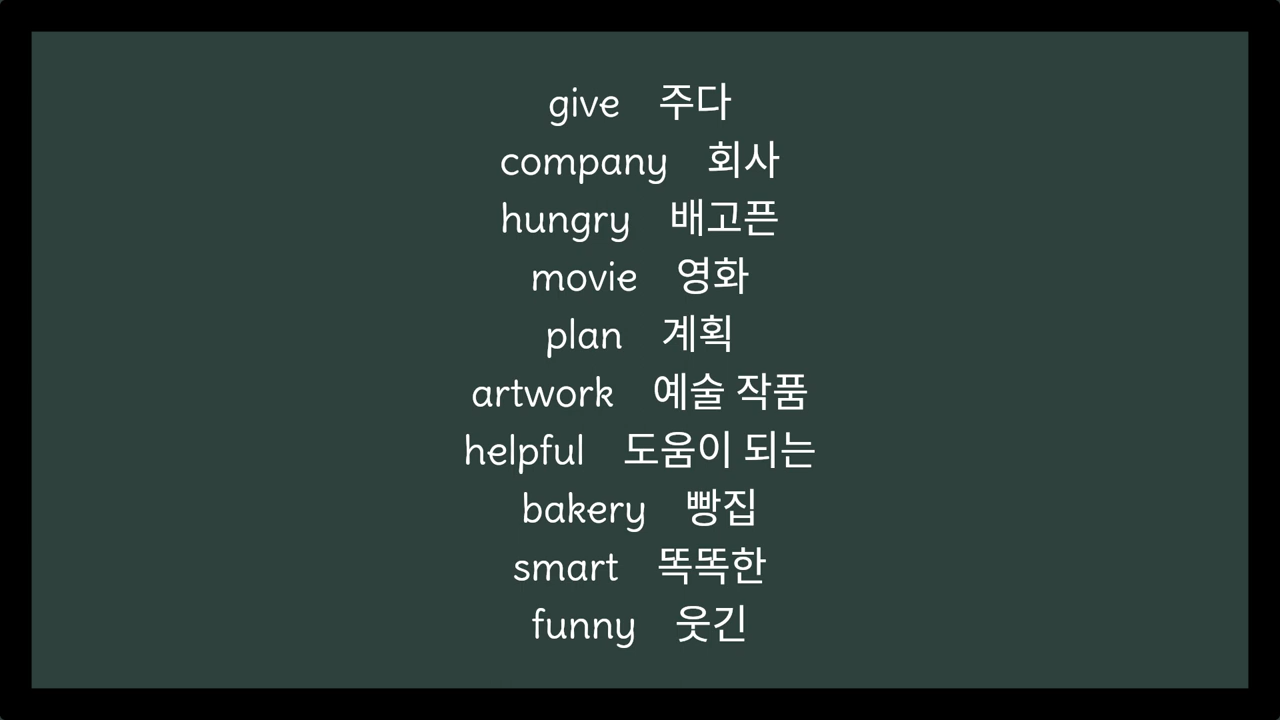 give 주다
company 회사
hungry 배고픈
movie 영화
plan 계획
artwork 예술 작품
helpful 도움이 되는
bakery 빵집
smart 똑똑한
funny 웃긴